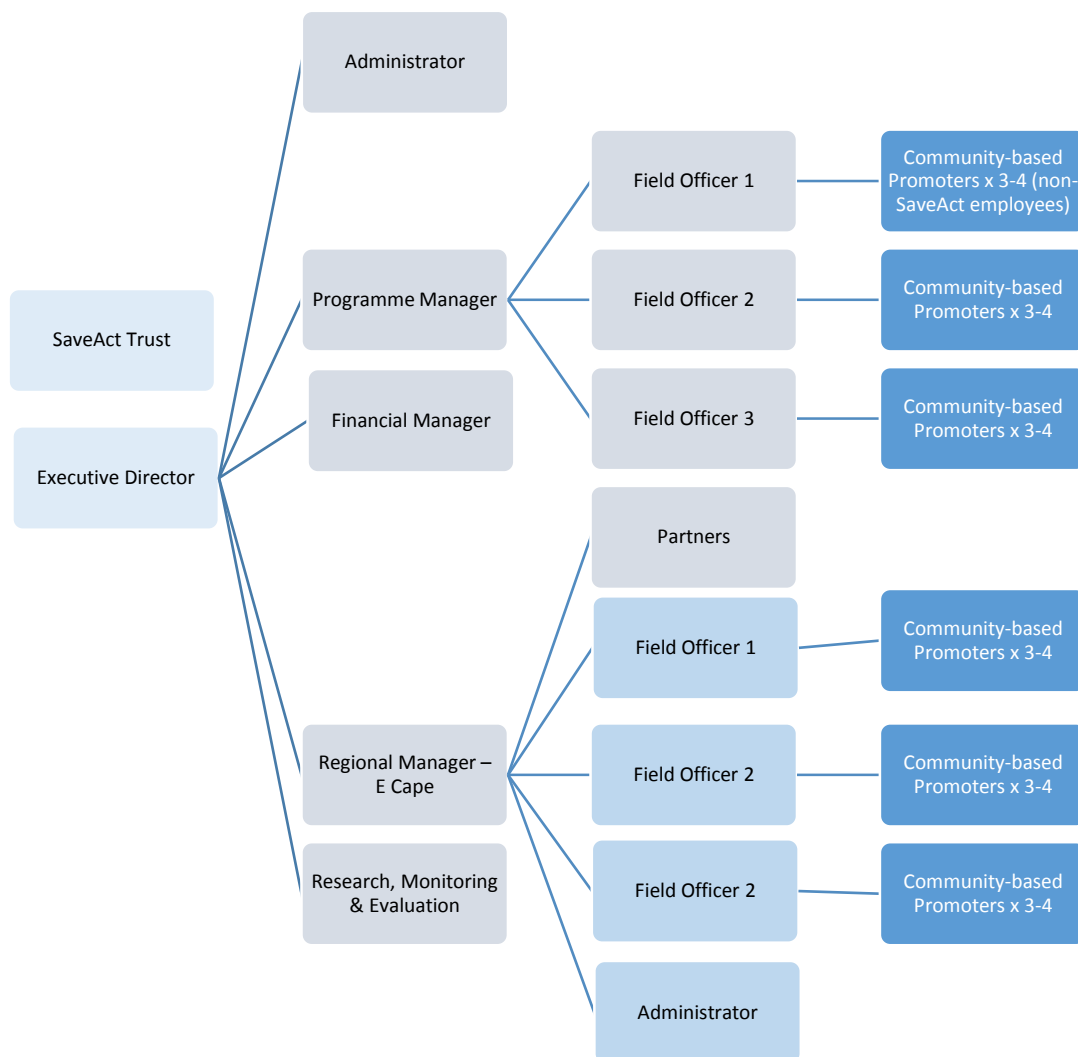 SaveAct Trust
Executive Director
Administrator
Programme Manager
Financial Manager
Regional Manager –
E Cape
Research, Monitoring
& Evaluation
Field Officer 1
Field Officer 2
Field Officer 3
Partners
Field Officer 1
Field Officer 2
Field Officer 2
Administrator
Community-based
Promoters x 3-4 (non-
SaveAct employees)
Community-based
Promoters x 3-4
Community-based
Promoters x 3-4
Community-based
Promoters x 3-4
Community-based
Promoters x 3-4
Community-based
Promoters x 3-4